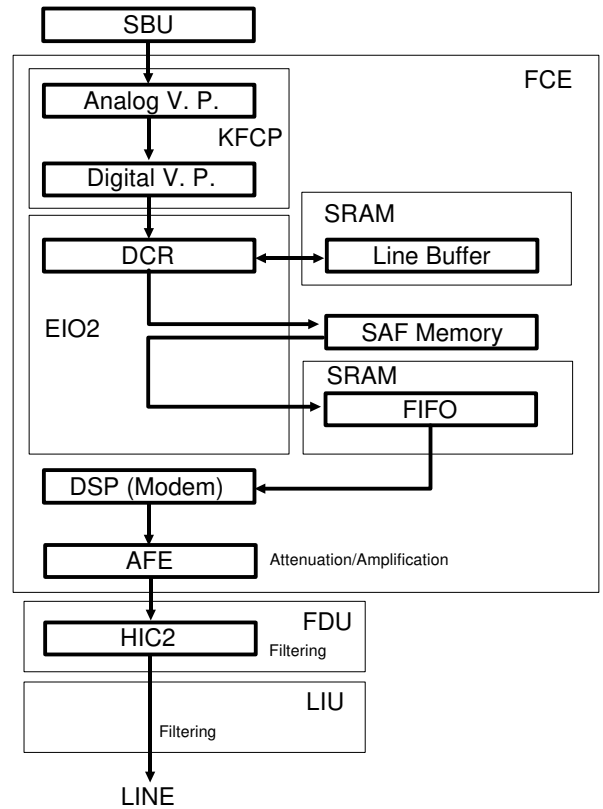 SBU
FCE
Analog V. P.
KFCP
Digital V. P.
SRAM
DCR
Line Buffer
EIO2
SAF Memory
SRAM
FIFO
DSP (Modem)
AFE
Attenuation/Amplification
FDU
HIC2
Filtering
LIU
Filtering
LINE